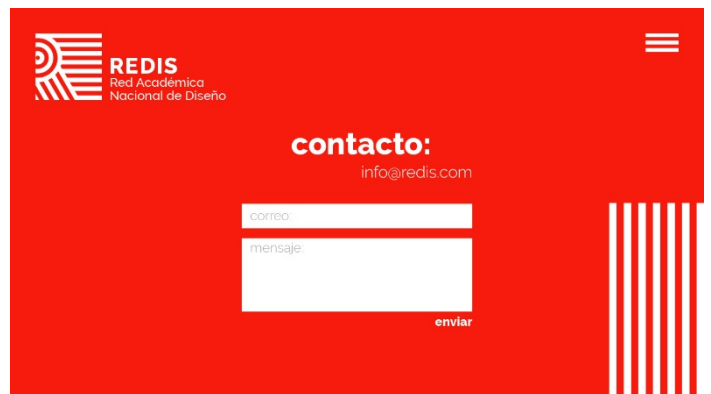 REDIS
Red Académica
Nacional de Diseño
contacto:
info@redis.com
correo:
mensaje:
enviar